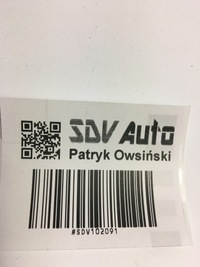 SDV Auto
Patryk Owsiński
#SDV102091